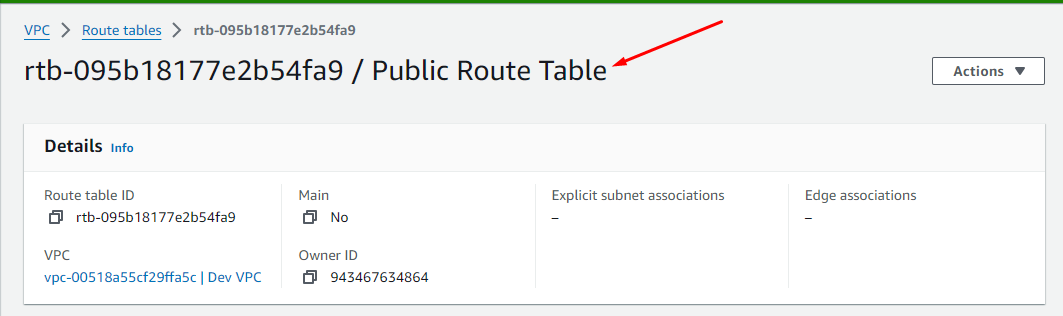 VPC > Route tables > rtb-095b18177e2b54fa9
rtb-095b18177e2b54fa9 / Public Route Table
Actions ▼
Details Info
Route table ID
rtb-095b18177e2b54fa9
Main
No
Explicit subnet associations
–
Edge associations
–
VPC
vpc-00518a55cf29ffa5c | Dev VPC
Owner ID
943467634864